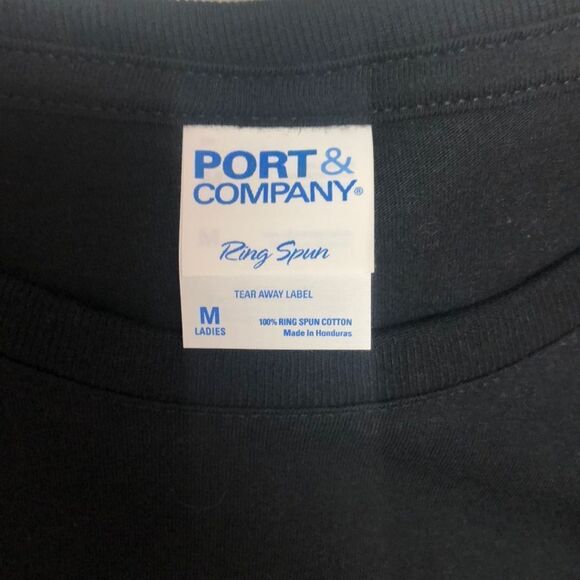 PORT &
COMPANY®
Ring Spun
TEAR AWAY LABEL
M
LADIES
100% RING SPUN COTTON
Made In Honduras